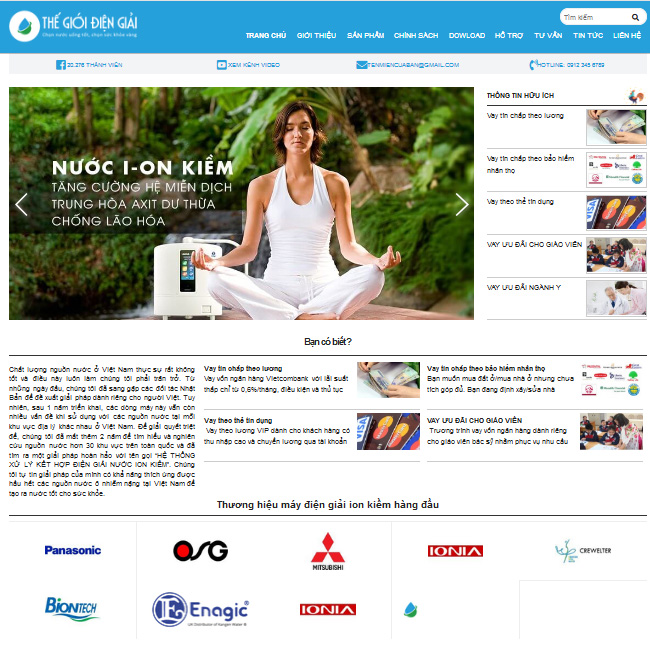 THẾ GIỚI ĐIỆN GIẢI
Chọn nước uống tốt, chọn sức khỏe vàng
Tìm kiếm
TRANG CHỦ GIỚI THIỆU SẢN PHẨM CHÍNH SÁCH DOWLOAD HỖ TRỢ TƯ VẤN TIN TỨC LIÊN HỆ
20.276 THÀNH VIÊN
XEM KÊNH VIDEO
TENMIENCUABAN@GMAIL.COM
HOTLINE: 0912 345 6789
NƯỚC I-ON KIỀM
TĂNG CƯỜNG HỆ MIỄN DỊCH
TRUNG HÒA AXIT DƯ THỪA
CHỐNG LÃO HÓA
THÔNG TIN HỮU ÍCH
Vay tín chấp theo lương
Vay tín chấp theo bảo hiểm
nhân thọ
Vay theo thẻ tín dụng
VAY ƯU ĐÃI CHO GIÁO VIÊN
VAY ƯU ĐÃI NGÀNH Y
Bạn có biết?
Chất lượng nguồn nước ở Việt Nam thực sự rất không
tốt và điều này luôn làm chúng tôi phải trăn trở. Từ
những ngày đầu, chúng tôi đã sang gặp các đối tác Nhật
Bản để đề xuất giải pháp dành riêng cho người Việt. Tuy
nhiên, sau 1 năm triển khai, các dòng máy này vẫn còn
nhiều vấn đề khi sử dụng với các nguồn nước tại mỗi
khu vực địa lý khác nhau ở Việt Nam. Để giải quyết triệt
để, chúng tôi đã mất thêm 2 năm để tìm hiểu và nghiên
cứu nguồn nước hơn 30 khu vực trên toàn quốc và đã
tìm ra một giải pháp hoàn hảo với tên gọi "HỆ THỐNG
XỬ LÝ KẾT HỢP ĐIỆN GIẢI NƯỚC ION KIỀM". Chúng
tôi tự tin giải pháp của mình có khả năng thích ứng được
hầu hết các nguồn nước ô nhiễm nặng tại Việt Nam để
tạo ra nước tốt cho sức khỏe.
Vay tín chấp theo lương
Vay vốn ngân hàng Vietcombank với lãi suất
thấp chỉ từ 0,6%/tháng, điều kiện và thủ tục
Vay tín chấp theo bảo hiểm nhân thọ
Bạn muốn mua đất ở/mua nhà ở nhưng chưa
tích góp đủ. Bạn đang định xây/sửa nhà
Vay theo thẻ tín dụng
Vay theo lương VIP dành cho khách hàng có
thu nhập cao và chuyển lương qua tài khoản
VAY ƯU ĐÃI CHO GIÁO VIÊN
Trương trình vay vốn ngân hàng dành riêng
cho giáo viên bác sỹ nhằm phục vụ nhu cầu
Thương hiệu máy điện giải ion kiềm hàng đầu
Panasonic
OSG
MITSUBISHI
IONIA
CREWELTER
BIONTECH
Enagic
UK Distributor of Kangen Water ®
IONIA